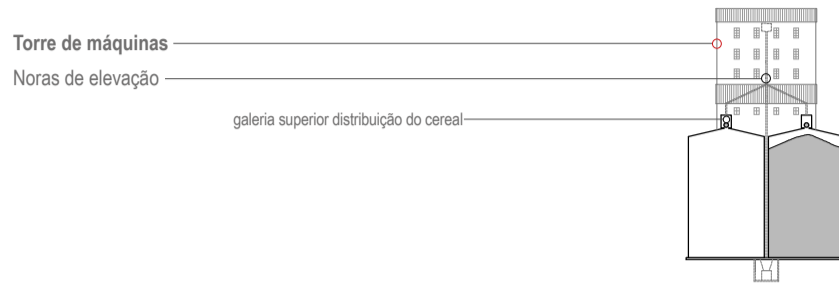 Torre de máquinas
Noras de elevação
galeria superior distribuição do cereal